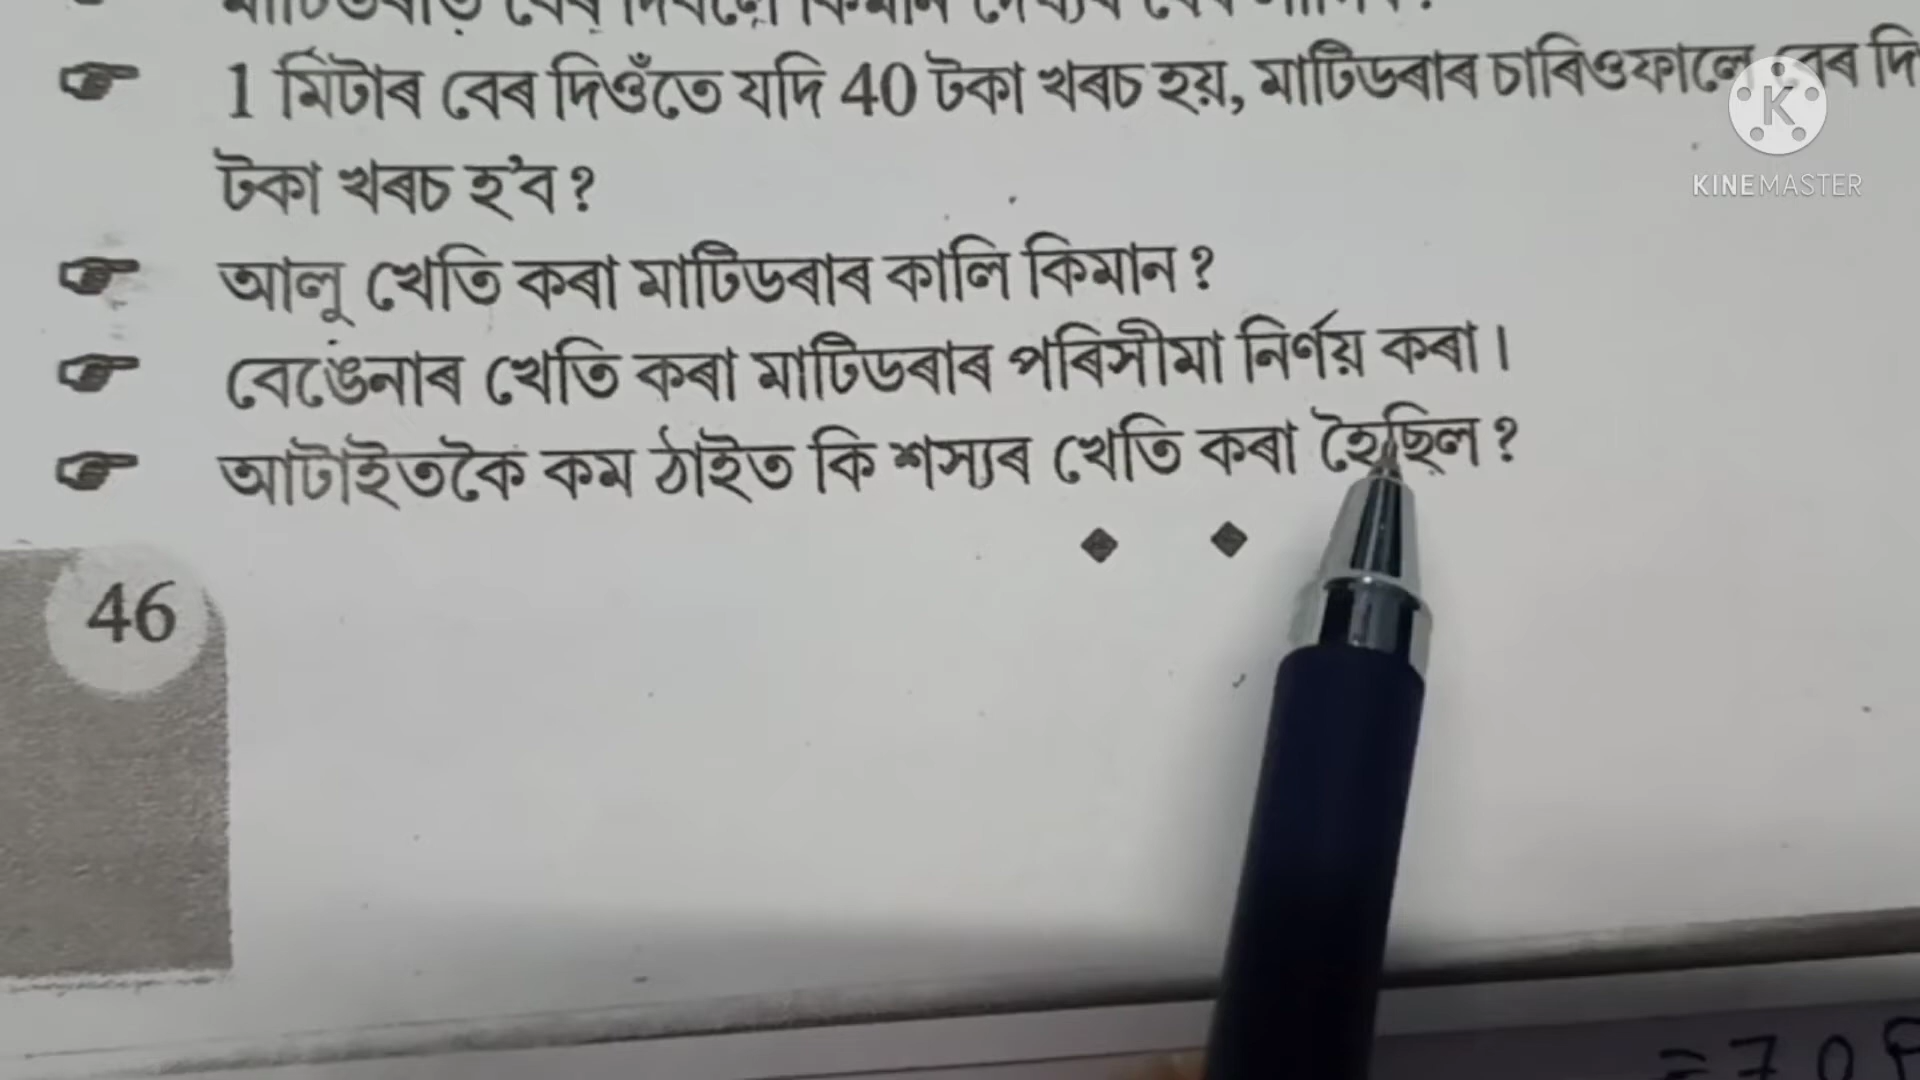 1 মিটাৰ বেৰ দিওঁতে যদি 40 টকা খৰচ হয়, মাটিডৰাৰ চাৰিওফালে বেৰ দি
টকা খৰচ হ'ব ?
আলু খেতি কৰা মাটিডৰাৰ কালি কিমান ?
বেঙেনাৰ খেতি কৰা মাটিডৰাৰ পৰিসীমা নিৰ্ণয় কৰা ।
আটাইতকৈ কম ঠাইত কি শস্যৰ খেতি কৰা হৈছিল ?
46
KINEMASTER
= 70